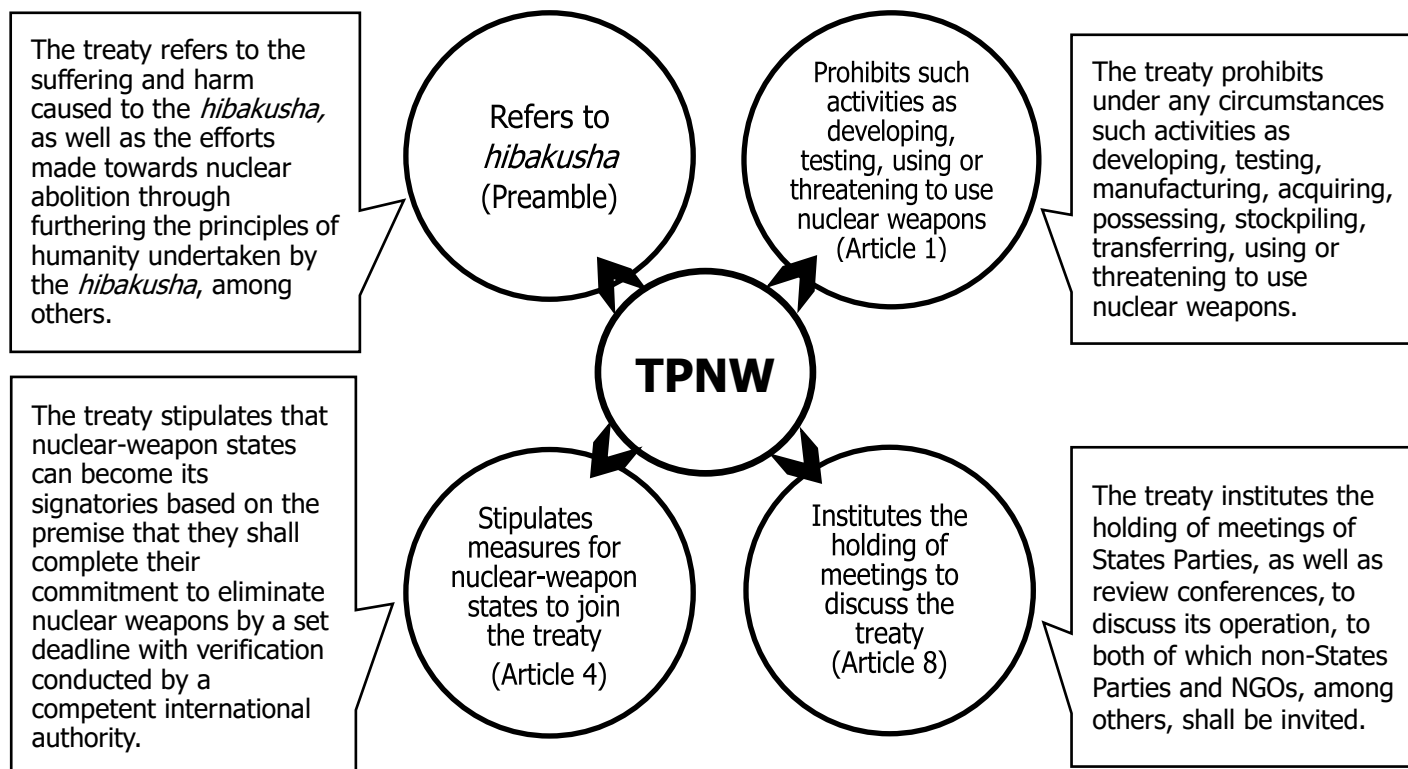 The treaty refers to the
suffering and harm
caused to the hibakusha,
as well as the efforts
made towards nuclear
abolition through
furthering the principles of
humanity undertaken by
the hibakusha, among
others.
Refers to
hibakusha
(Preamble)
Prohibits such
activities as
developing,
testing, using or
threatening to use
nuclear weapons
(Article 1)
The treaty prohibits
under any circumstances
such activities as
developing, testing,
manufacturing, acquiring,
possessing, stockpiling,
transferring, using or
threatening to use
nuclear weapons.
TPNW
The treaty stipulates that
nuclear-weapon states
can become its
signatories based on the
premise that they shall
complete their
commitment to eliminate
nuclear weapons by a set
deadline with verification
conducted by a
competent international
authority.
Stipulates
measures for
nuclear-weapon
states to join
the treaty
(Article 4)
Institutes the
holding of
meetings to
discuss the
treaty
(Article 8)
The treaty institutes the
holding of meetings of
States Parties, as well as
review conferences, to
discuss its operation, to
both of which non-States
Parties and NGOs, among
others, shall be invited.